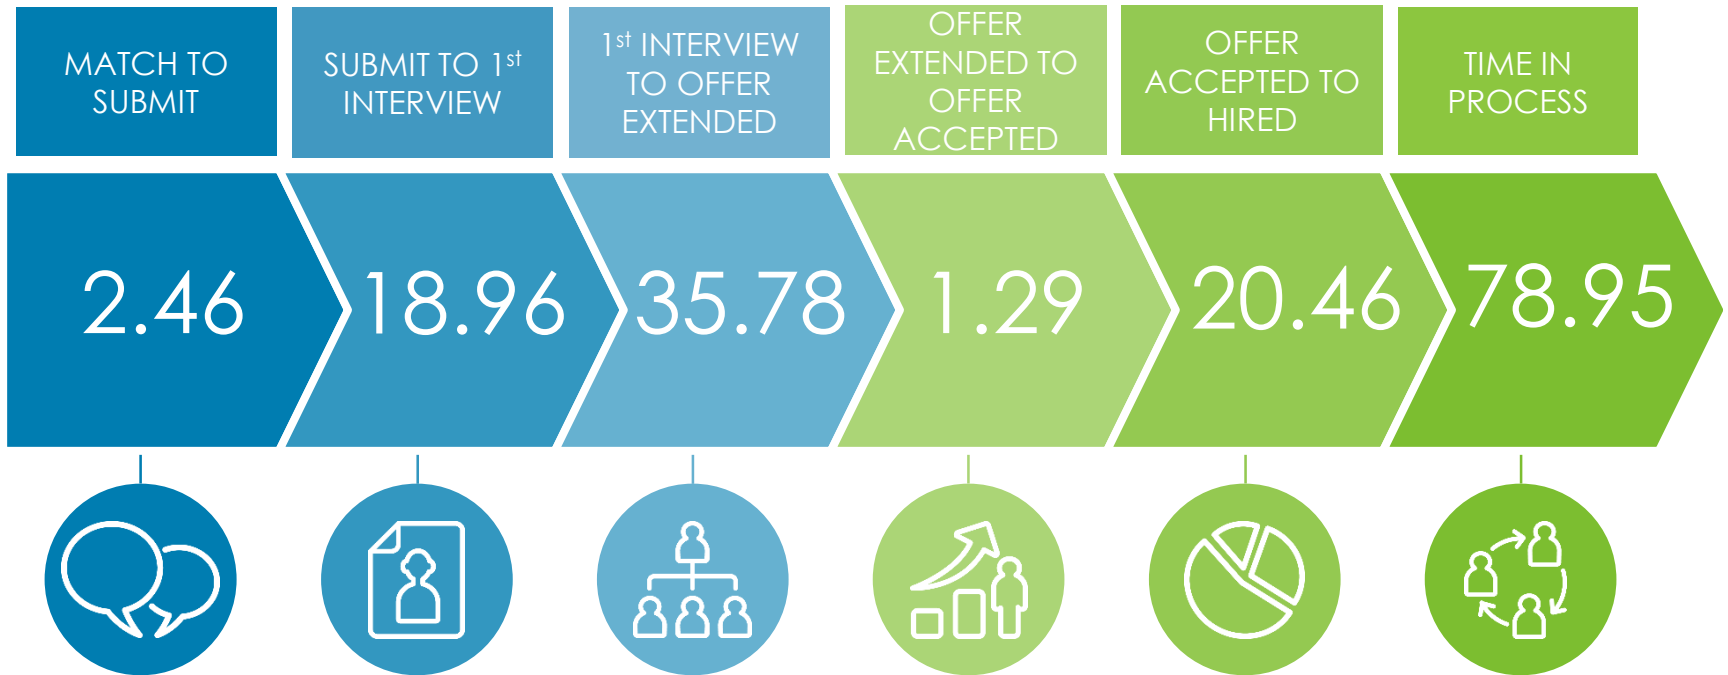 MATCH TO
SUBMIT
SUBMIT TO 1st
INTERVIEW
1st INTERVIEW
TO OFFER
EXTENDED
OFFER
EXTENDED TO
OFFER
ACCEPTED
OFFER
ACCEPTED TO
HIRED
TIME IN
PROCESS
2.46
18.96
35.78
1.29
20.46
78.95